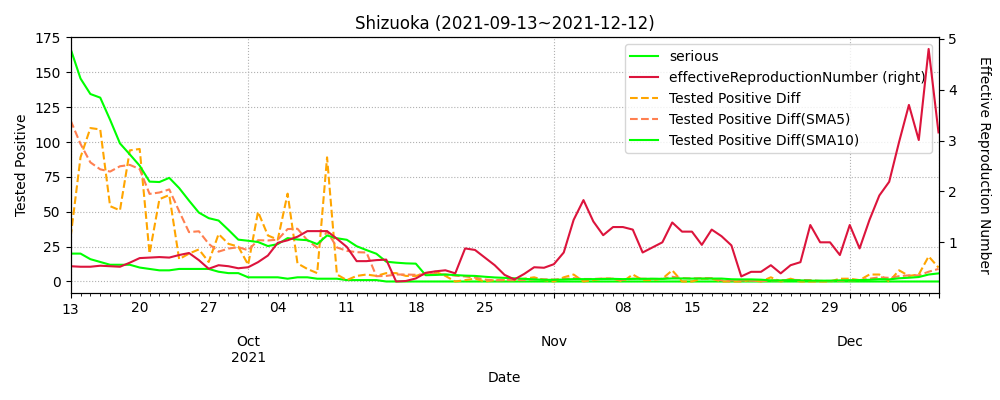 Shizuoka (2021-09-13~2021-12-12)
175
150
125
100
75
50
25
0
Tested Positive
5
4
3
2
1
Effective Reproduction Number
serious
effectiveReproductionNumber (right)
Tested Positive Diff
Tested Positive Diff(SMA5)
Tested Positive Diff(SMA10)
13 20 27 04 11 18 25 08 15 22 29 06
Oct Nov Dec
2021
Date